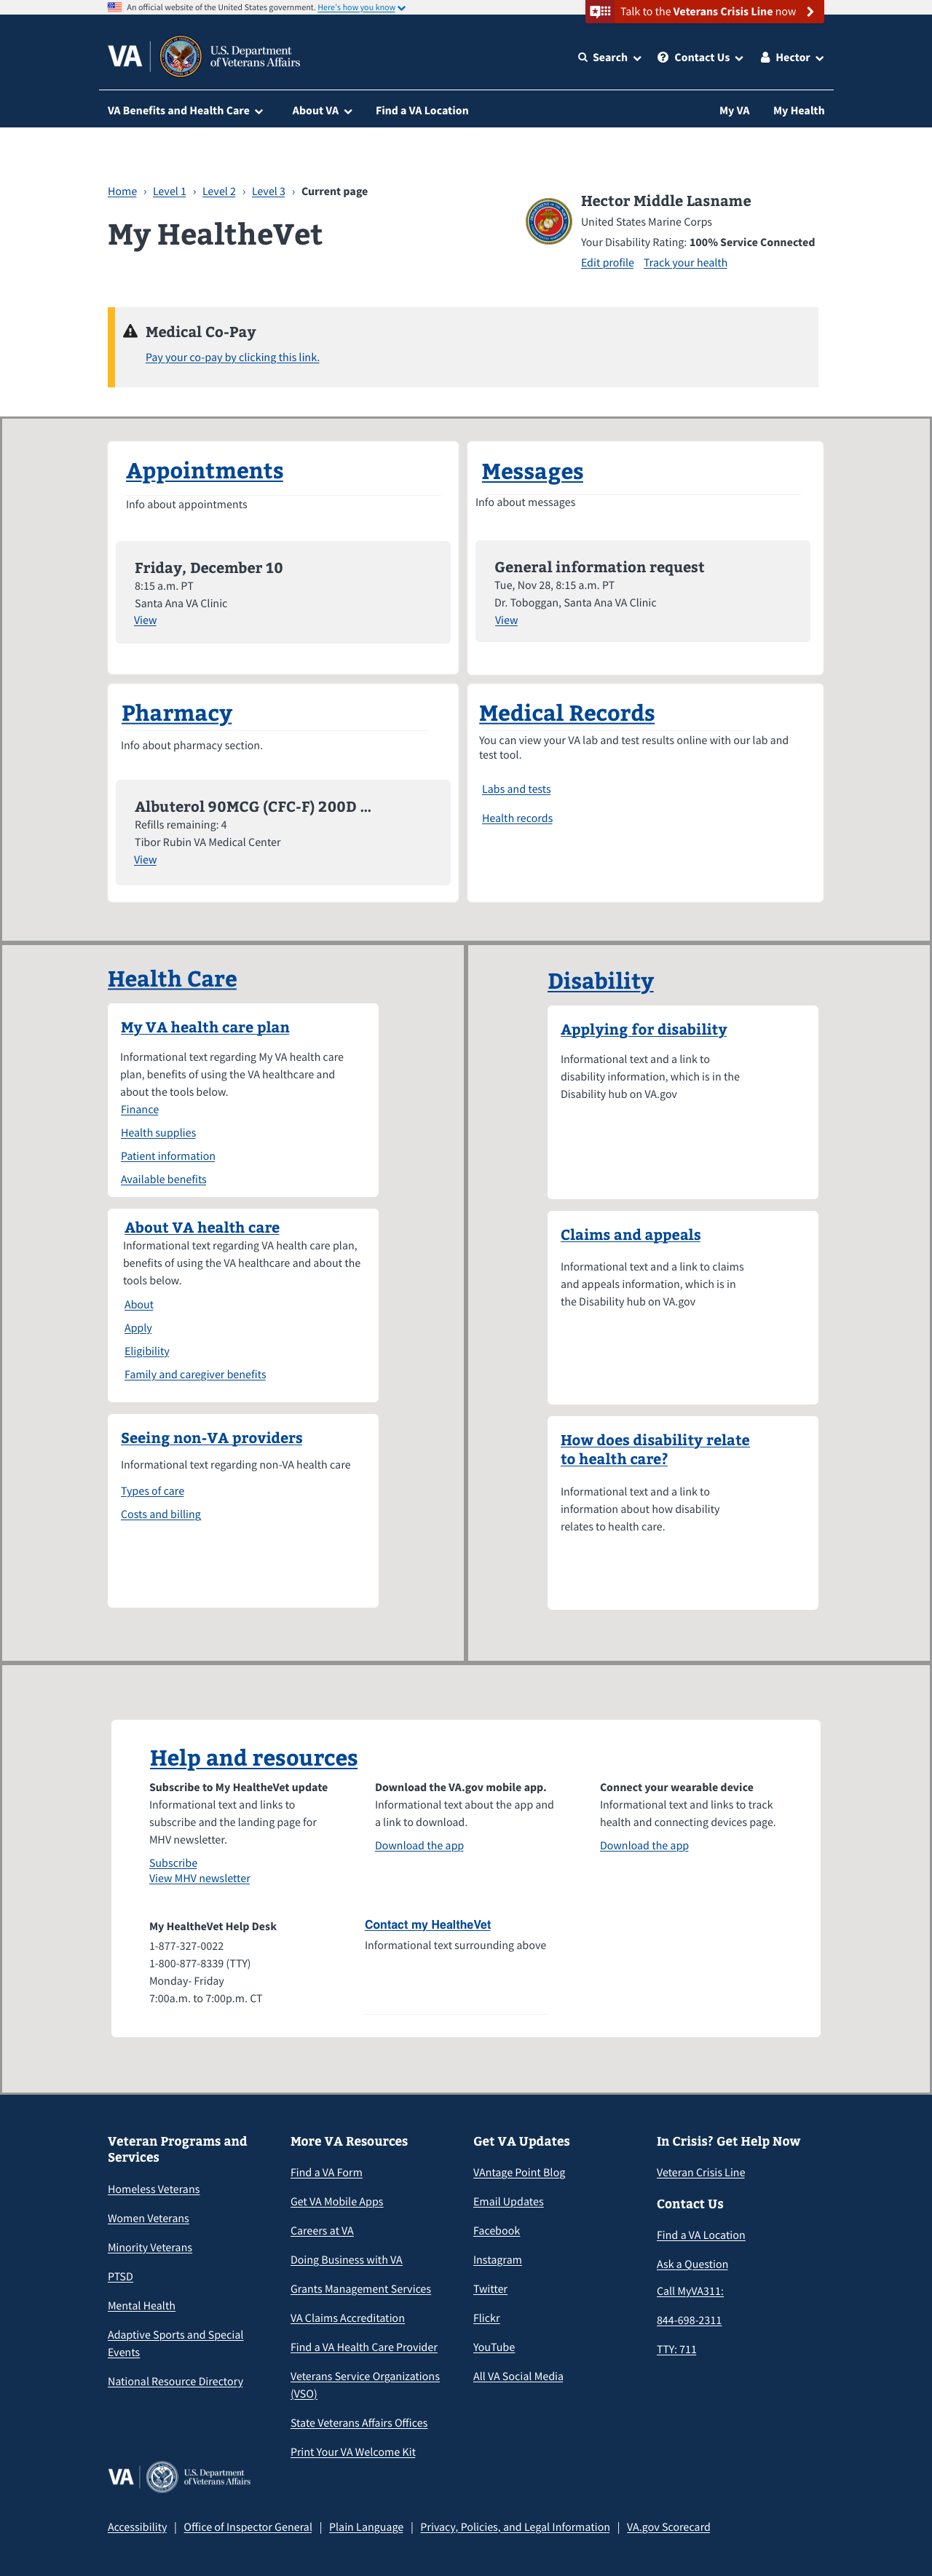 An official website of the United States government. Here's how you know
Talk to the Veterans Crisis Line now
VA
U.S. Department
of Veterans Affairs
Search
Contact Us
Hector
VA Benefits and Health Care
About VA
Find a VA Location
My VA
My Health
Home › Level 1 › Level 2 › Level 3 › Current page
My HealtheVet
Hector Middle Lasname
United States Marine Corps
Your Disability Rating: 100% Service Connected
Edit profile Track your health
Medical Co-Pay
Pay your co-pay by clicking this link.
Appointments
Info about appointments
Friday, December 10
8:15 a.m. PT
Santa Ana VA Clinic
View
Messages
Info about messages
General information request
Tue, Nov 28, 8:15 a.m. PT
Dr. Toboggan, Santa Ana VA Clinic
View
Pharmacy
Info about pharmacy section.
Albuterol 90MCG (CFC-F) 200D ...
Refills remaining: 4
Tibor Rubin VA Medical Center
View
Medical Records
You can view your VA lab and test results online with our lab and
test tool.
Labs and tests
Health records
Health Care
My VA health care plan
Informational text regarding My VA health care
plan, benefits of using the VA healthcare and
about the tools below.
Finance
Health supplies
Patient information
Available benefits
About VA health care
Informational text regarding VA health care plan,
benefits of using the VA healthcare and about the
tools below.
About
Apply
Eligibility
Family and caregiver benefits
Seeing non-VA providers
Informational text regarding non-VA health care
Types of care
Costs and billing
Disability
Applying for disability
Informational text and a link to
disability information, which is in the
Disability hub on VA.gov
Claims and appeals
Informational text and a link to claims
and appeals information, which is in
the Disability hub on VA.gov
How does disability relate
to health care?
Informational text and a link to
information about how disability
relates to health care.
Help and resources
Subscribe to My HealtheVet update
Informational text and links to
subscribe and the landing page for
MHV newsletter.
Subscribe
View MHV newsletter
Download the VA.gov mobile app.
Informational text about the app and
a link to download.
Download the app
Connect your wearable device
Informational text and links to track
health and connecting devices page.
Download the app
My HealtheVet Help Desk
1-877-327-0022
1-800-877-8339 (TTY)
Monday- Friday
7:00a.m. to 7:00p.m. CT
Contact my HealtheVet
Informational text surrounding above
Veteran Programs and
Services
Homeless Veterans
Women Veterans
Minority Veterans
PTSD
Mental Health
Adaptive Sports and Special
Events
National Resource Directory
More VA Resources
Find a VA Form
Get VA Mobile Apps
Careers at VA
Doing Business with VA
Grants Management Services
VA Claims Accreditation
Find a VA Health Care Provider
Veterans Service Organizations
(VSO)
State Veterans Affairs Offices
Print Your VA Welcome Kit
Get VA Updates
VAntage Point Blog
Email Updates
Facebook
Instagram
Twitter
Flickr
YouTube
All VA Social Media
In Crisis? Get Help Now
Veteran Crisis Line
Contact Us
Find a VA Location
Ask a Question
Call MyVA311:
844-698-2311
TTY: 711
VA
U.S. Department
of Veterans Affairs
Accessibility | Office of Inspector General | Plain Language | Privacy, Policies, and Legal Information | VA.gov Scorecard